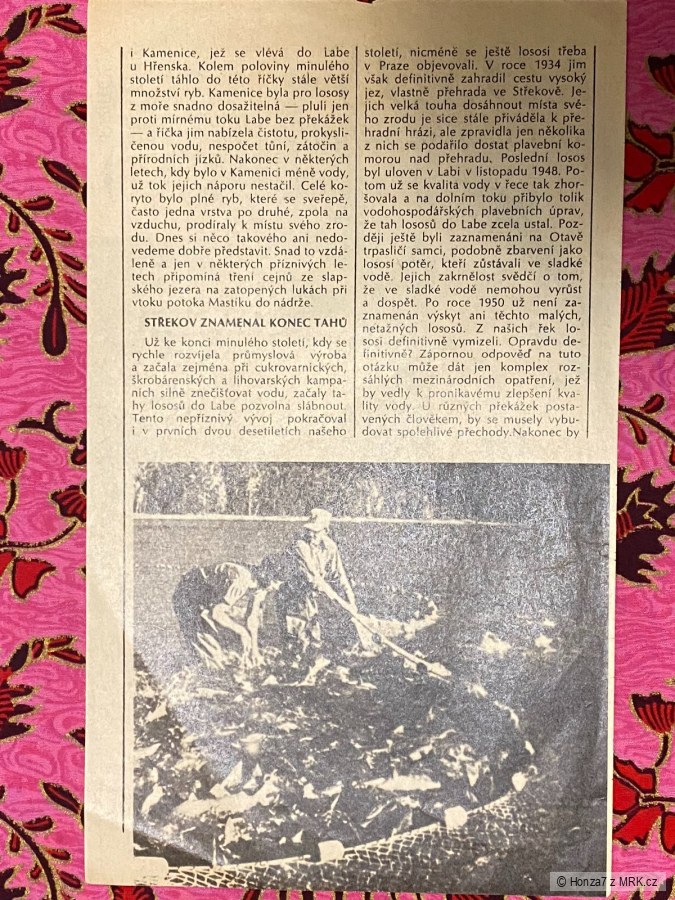 i Kamenice, jež se vlévá do Labe
u Hřenska. Kolem poloviny minulého
století táhlo do této říčky stále větší
množství ryb. Kamenice byla pro lososy
z moře snadno dosažitelná — pluli jen
proti mírnému toku Labe bez překážek
— a říčka jim nabízela čistotu, prokysli-
čenou vodu, nespočet tůní, zátočin a
přírodních jízků. Nakonec v některých
letech, kdy bylo v Kamenici méně vody,
už tok jejich náporu nestačil. Celé ko-
ryto bylo plné ryb, které se sveřepě,
často jedna vrstva po druhé, zpola na
vzduchu, prodíraly k místu svého zro-
du. Dnes si něco takového ani nedo-
vedeme dobře představit. Snad to vzdá-
leně a jen v některých příznivých le-
tech připomíná tření cejnů ze slap-
ského jezera na zatopených lukách při
vtoku potoka Mastíku do nádrže.
STŘEKOV ZNAMENAL KONEC TAHŮ
Už ke konci minulého století, kdy se
rychle rozvíjela průmyslová výroba
a začala zejména při cukrovarnických,
škrobárenských a lihovarských kampa-
ních silně znečišťovat vodu, začaly ta-
hy lososů do Labe pozvolna slábnout.
Tento nepříznivý vývoj pokračoval
i v prvních dvou desetiletích našeho
století, nicméně se ještě lososi třeba
v Praze objevovali. V roce 1934 jim
však definitivně zahradil cestu vysoký
jez, vlastně přehrada ve Střekově. Je-
jich velká touha dosáhnout místa své-
ho zrodu je sice stále přiváděla k pře-
hradní hrázi, ale zpravidla jen několika
z nich se podařilo dostat plavební ko-
morou nad přehradu. Poslední losos
byl uloven v Labi v listopadu 1948. Po-
tom už se kvalita vody v řece tak zhor-
šovala a na dolním toku přibylo tolik
vodohospodářských plavebních úprav,
že tah lososů do Labe zcela ustal. Poz-
ději ještě byli zaznamenáni na Otavě
trpasličí samci, podobně zbarvení jako
lososí potěr, kteří zůstávali ve sladké
vodě. Jejich zakrnělost svědčí o tom,
že ve sladké vodě nemohou vyrůst
a dospět. Po roce 1950 už není za-
znamenán výskyt ani těchto malých,
netažných lososů. Z našich řek lo-
sosi definitivně vymizeli. Opravdu de-
finitivně? Zápornou odpověď na tuto
otázku může dát jen komplex roz-
sáhlých mezinárodních opatření, jež
by vedly k pronikavému zlepšení kva-
lity vody. U různých překážek posta-
vených člověkem, by se musely vybu-
dovat spolehlivé přechody.Nakonec by
© Honza7 z MRK.cz